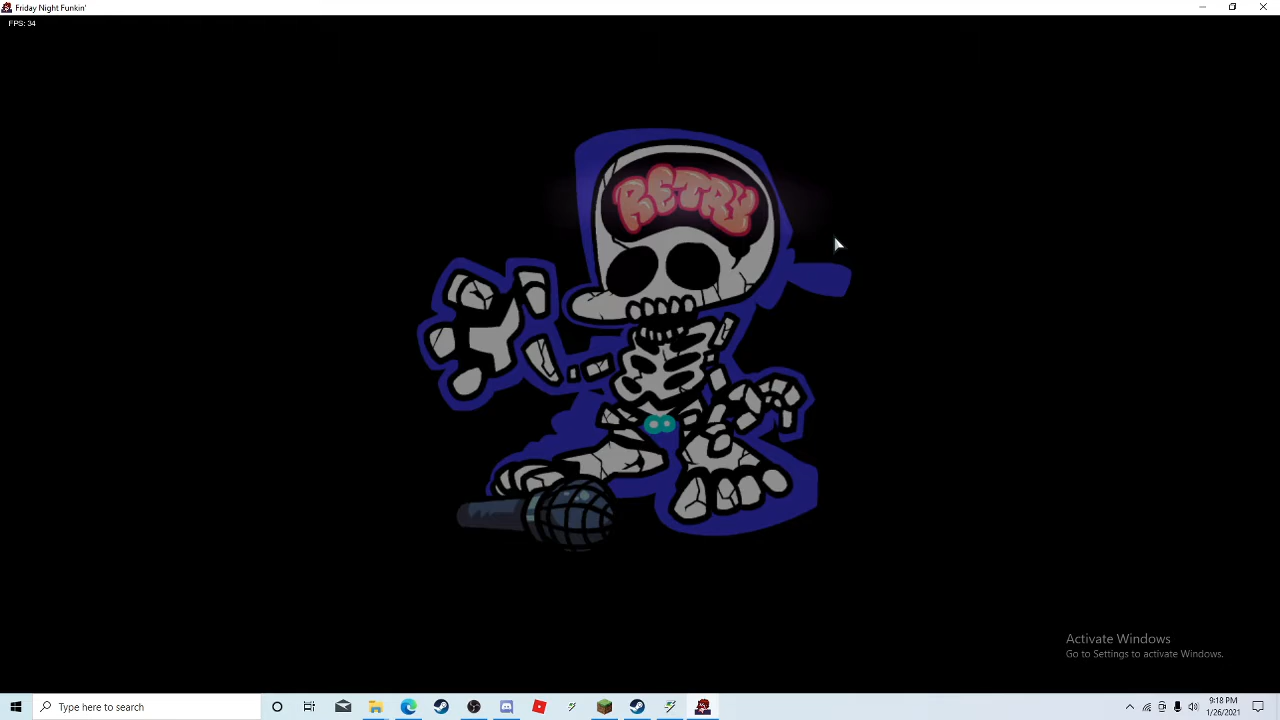 Friday Night Funkin'
FPS: 34
RETRY
Activate Windows
Go to Settings to activate Windows.
Type here to search
9:18 PM
1/26/2021